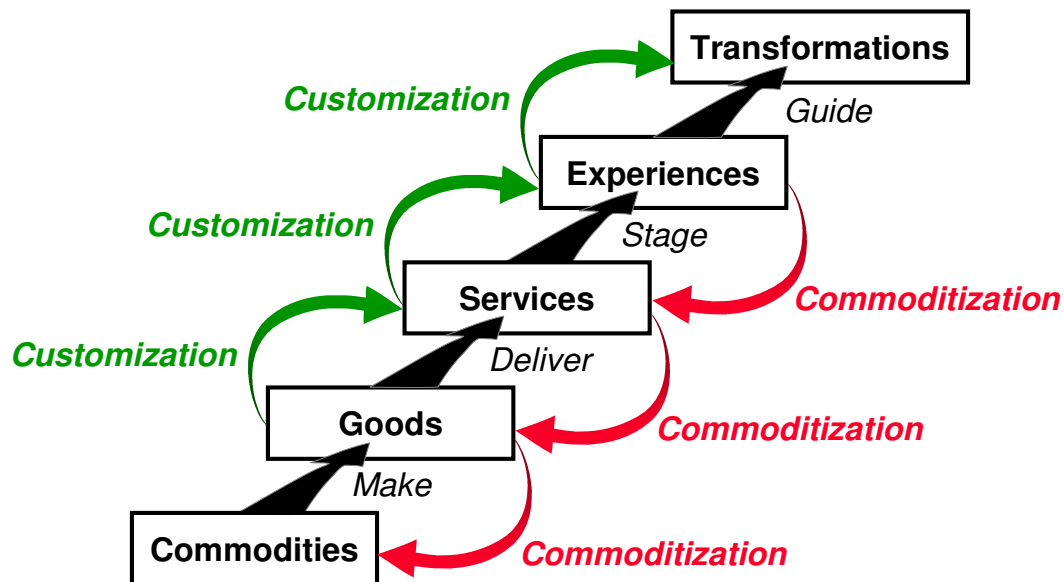 Transformations
Customization
Guide
Experiences
Customization
Stage
Services
Commoditization
Customization
Deliver
Goods
Commoditization
Make
Commodities
Commoditization